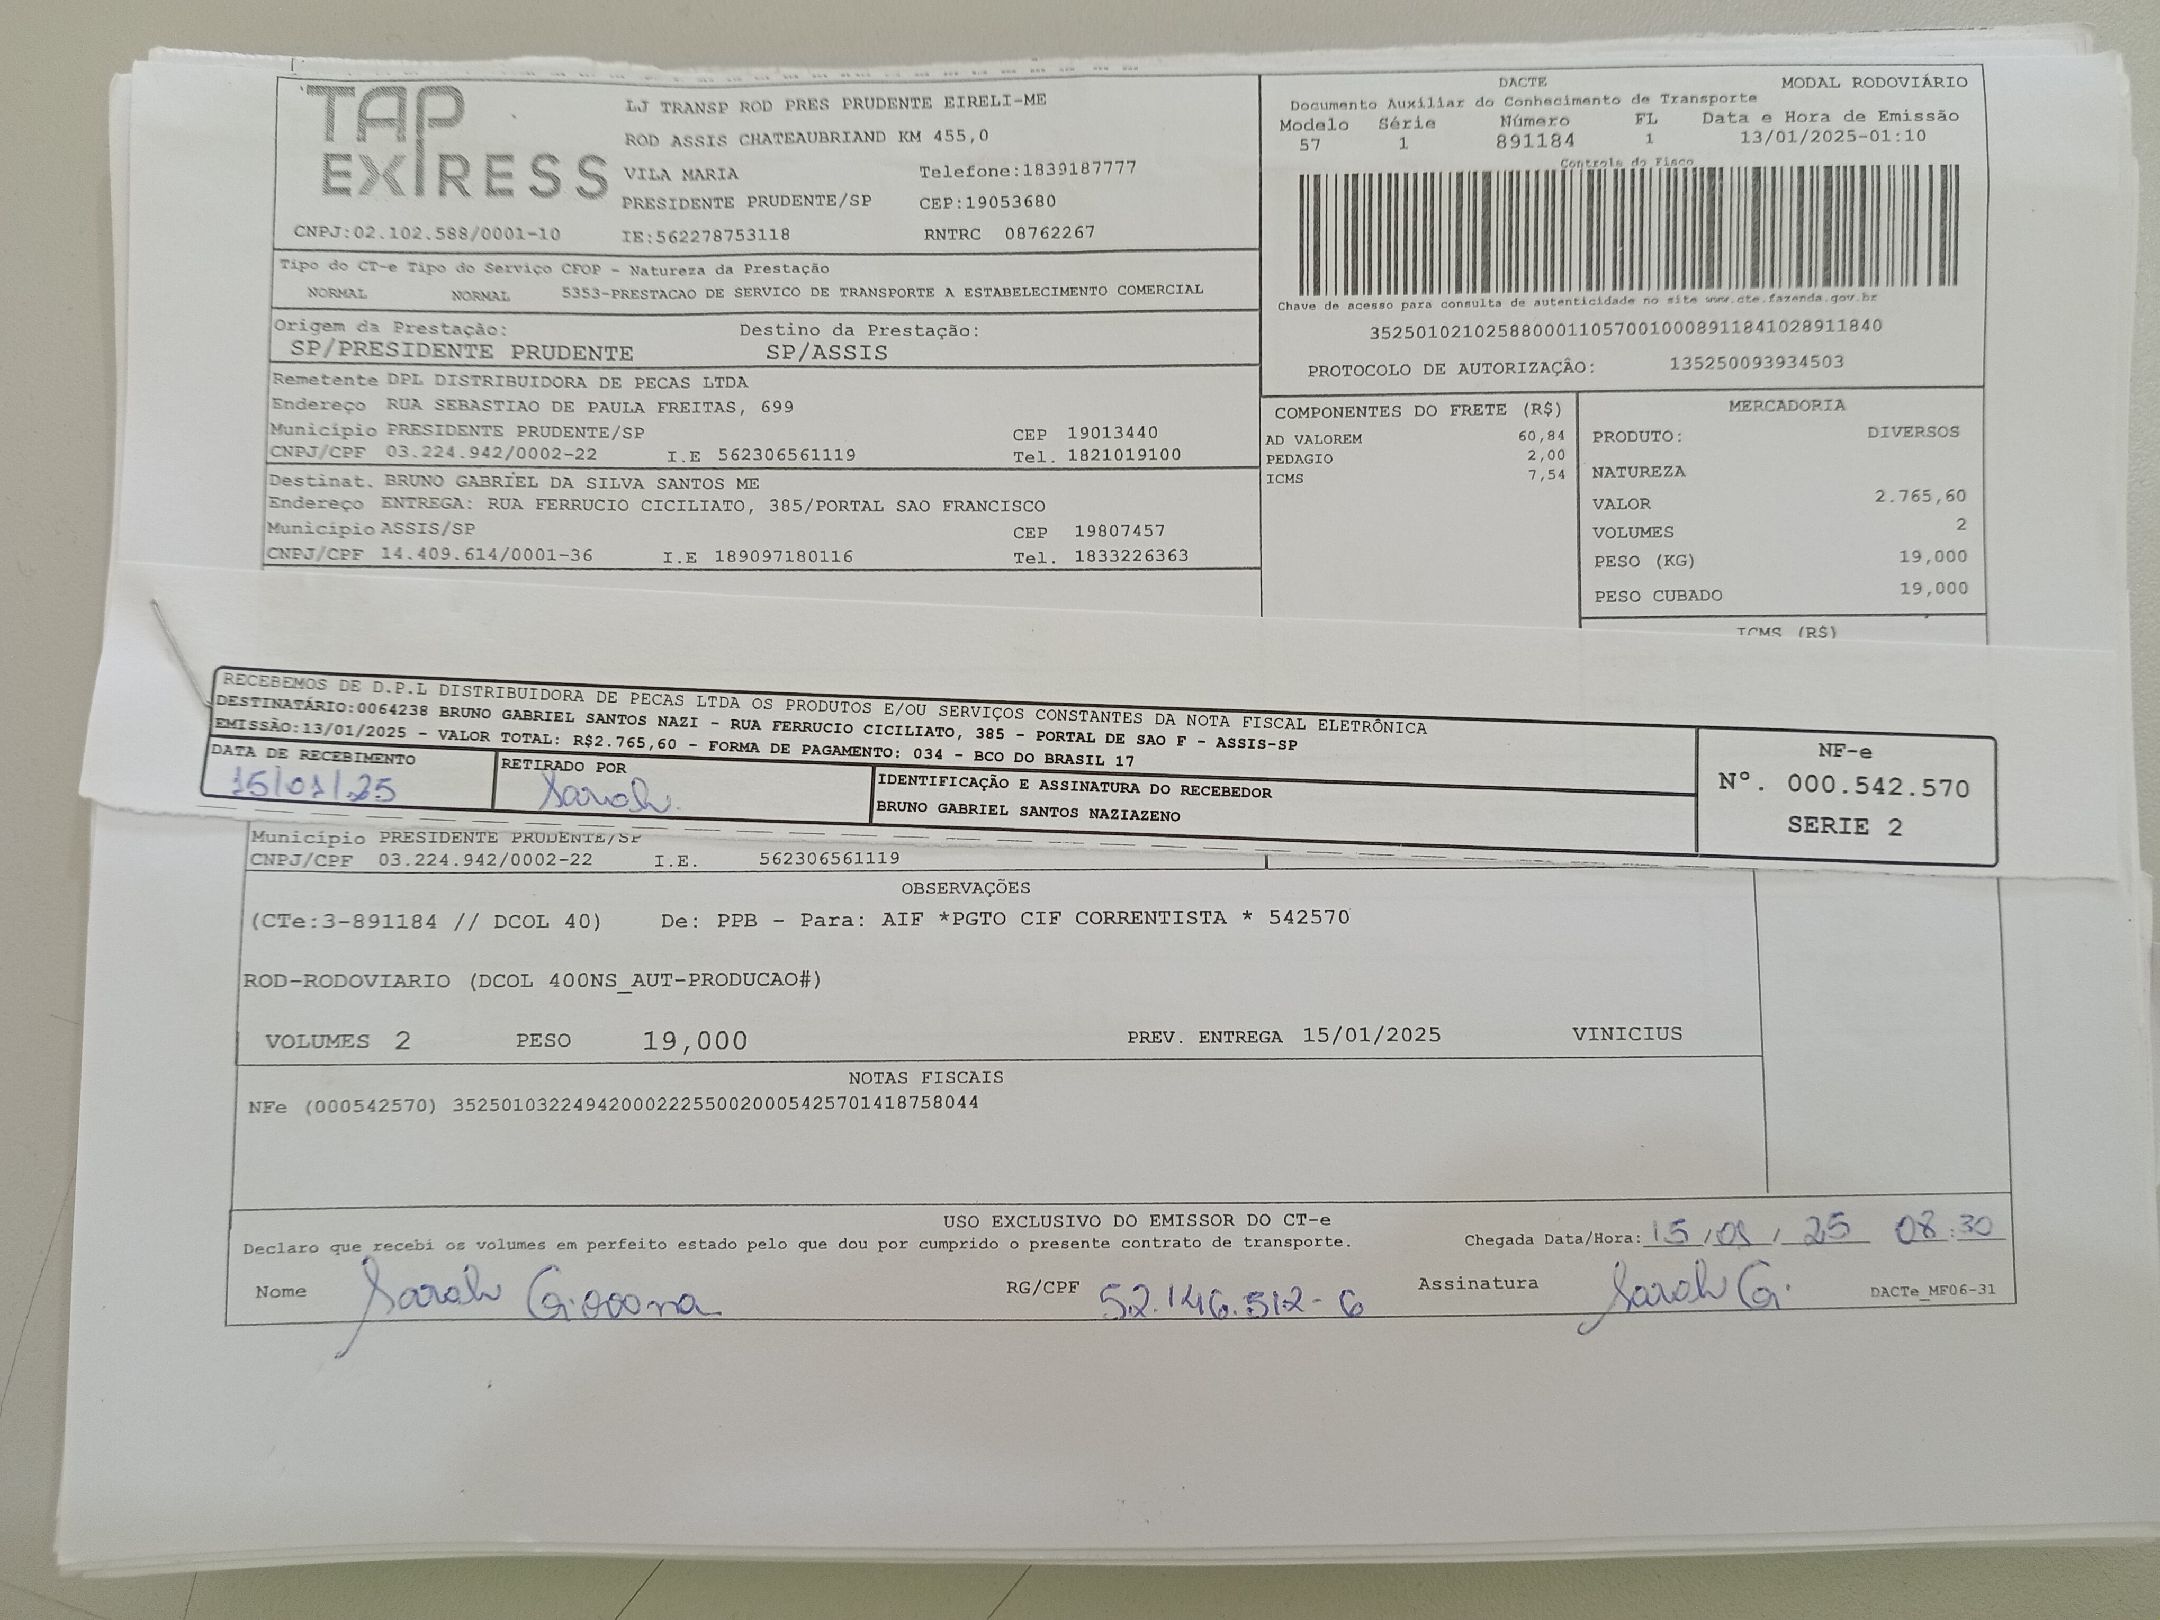 TAP EXPRESS
LJ TRANSP ROD PRES PRUDENTE EIRELI-ME
ROD ASSIS CHATEAUBRIAND KM 455,0
VILA MARIA Telefone:1839187777
PRESIDENTE PRUDENTE/SP CEP:19053680
CNPJ:02.102.588/0001-10 IE:562278753118 RNTRC 08762267
DACTE MODAL RODOVIÁRIO
Documento Auxiliar do Conhecimento de Transporte
Modelo Série Número FL Data e Hora de Emissão
57 1 891184 1 13/01/2025-01:10
Controle do Fisco
Chave de acesso para consulta de autenticidade no site www.cte.fazenda.gov.br
35250102102588000110570010008911841028911840
PROTOCOLO DE AUTORIZAÇÃO: 135250093934503
Tipo do CT-e Tipo do Serviço CFOP - Natureza da Prestação
NORMAL NORMAL 5353-PRESTACAO DE SERVICO DE TRANSPORTE A ESTABELECIMENTO COMERCIAL
Origem da Prestação: Destino da Prestação:
SP/PRESIDENTE PRUDENTE SP/ASSIS
Remetente DPL DISTRIBUIDORA DE PECAS LTDA
Endereço RUA SEBASTIAO DE PAULA FREITAS, 699
Município PRESIDENTE PRUDENTE/SP CEP 19013440
CNPJ/CPF 03.224.942/0002-22 I.E 562306561119 Tel. 1821019100
Destinat. BRUNO GABRIEL DA SILVA SANTOS ME
Endereço ENTREGA: RUA FERRUCIO CICILIATO, 385/PORTAL SAO FRANCISCO
Município ASSIS/SP CEP 19807457
CNPJ/CPF 14.409.614/0001-36 I.E 189097180116 Tel. 1833226363
COMPONENTES DO FRETE (R$)
AD VALOREM 60,84
PEDAGIO 2,00
ICMS 7,54
MERCADORIA
PRODUTO: DIVERSOS
NATUREZA
VALOR 2.765,60
VOLUMES 2
PESO (KG) 19,000
PESO CUBADO 19,000
ICMS (R$)
RECEBEMOS DE D.P.L DISTRIBUIDORA DE PECAS LTDA OS PRODUTOS E/OU SERVIÇOS CONSTANTES DA NOTA FISCAL ELETRÔNICA
DESTINATÁRIO:0064238 BRUNO GABRIEL SANTOS NAZI - RUA FERRUCIO CICILIATO, 385 - PORTAL DE SAO F - ASSIS-SP
EMISSÃO:13/01/2025 - VALOR TOTAL: R$2.765,60 - FORMA DE PAGAMENTO: 034 - BCO DO BRASIL 17
DATA DE RECEBIMENTO RETIRADO POR IDENTIFICAÇÃO E ASSINATURA DO RECEBEDOR
15/01/25 Sarah BRUNO GABRIEL SANTOS NAZIAZENO
NF-e
Nº. 000.542.570
SERIE 2
Município PRESIDENTE PRUDENTE/SP
CNPJ/CPF 03.224.942/0002-22 I.E. 562306561119
OBSERVAÇÕES
(CTe:3-891184 // DCOL 40) De: PPB - Para: AIF *PGTO CIF CORRENTISTA * 542570
ROD-RODOVIARIO (DCOL 400NS_AUT-PRODUCAO#)
VOLUMES 2 PESO 19,000 PREV. ENTREGA 15/01/2025 VINICIUS
NOTAS FISCAIS
NFe (000542570) 35250103224942000222550020005425701418758044
USO EXCLUSIVO DO EMISSOR DO CT-e
Declaro que recebi os volumes em perfeito estado pelo que dou por cumprido o presente contrato de transporte. Chegada Data/Hora: 15/01/25 08:30
Nome Sarah Giovona RG/CPF 52.146.512-6 Assinatura Sarah G. DACTe_MF06-31